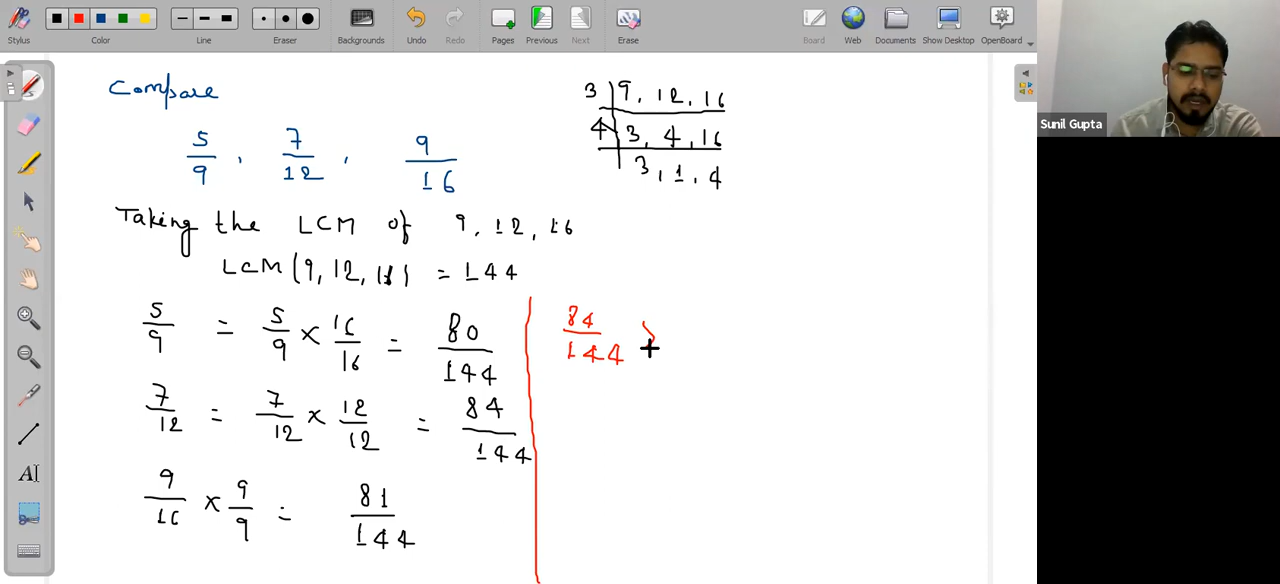 Stylus Color Line Eraser Backgrounds Undo Redo Pages Previous Next Erase Board Web Documents Show Desktop OpenBoard
Sunil Gupta
Compare
5/9, 7/12, 9/16
3 | 9, 12, 16
4 | 3, 4, 16
3, 1, 4
Taking the LCM of 9, 12, 16
LCM(9, 12, 16) = 144
5/9 = 5/9 × 16/16 = 80/144
7/12 = 7/12 × 12/12 = 84/144
9/16 × 9/9 = 81/144
84/144 >
AI